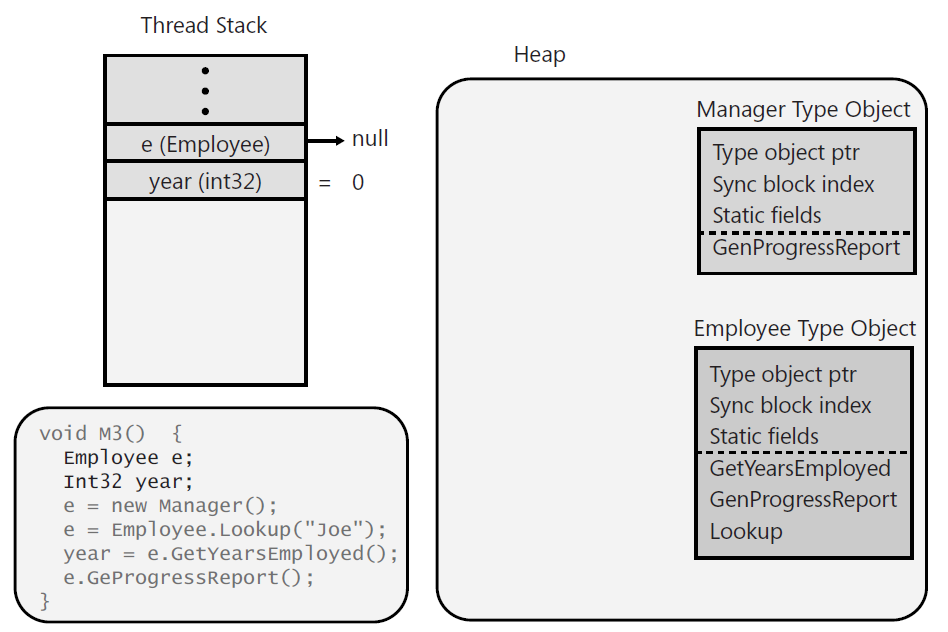 Thread Stack
e (Employee)
null
year (int32)
= 0
void M3() {
Employee e;
Int32 year;
e = new Manager();
e = Employee.Lookup("Joe");
year = e.GetYearsEmployed();
e.GeProgressReport();
}
Heap
Manager Type Object
Type object ptr
Sync block index
Static fields
GenProgressReport
Employee Type Object
Type object ptr
Sync block index
Static fields
GetYearsEmployed
GenProgressReport
Lookup